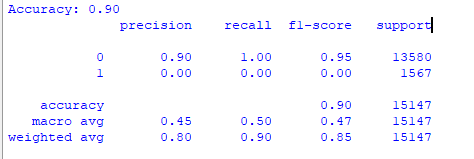 Accuracy: 0.90
precision recall f1-score support
0 0.90 1.00 0.95 13580
1 0.00 0.00 0.00 1567
accuracy 0.90 15147
macro avg 0.45 0.50 0.47 15147
weighted avg 0.80 0.90 0.85 15147